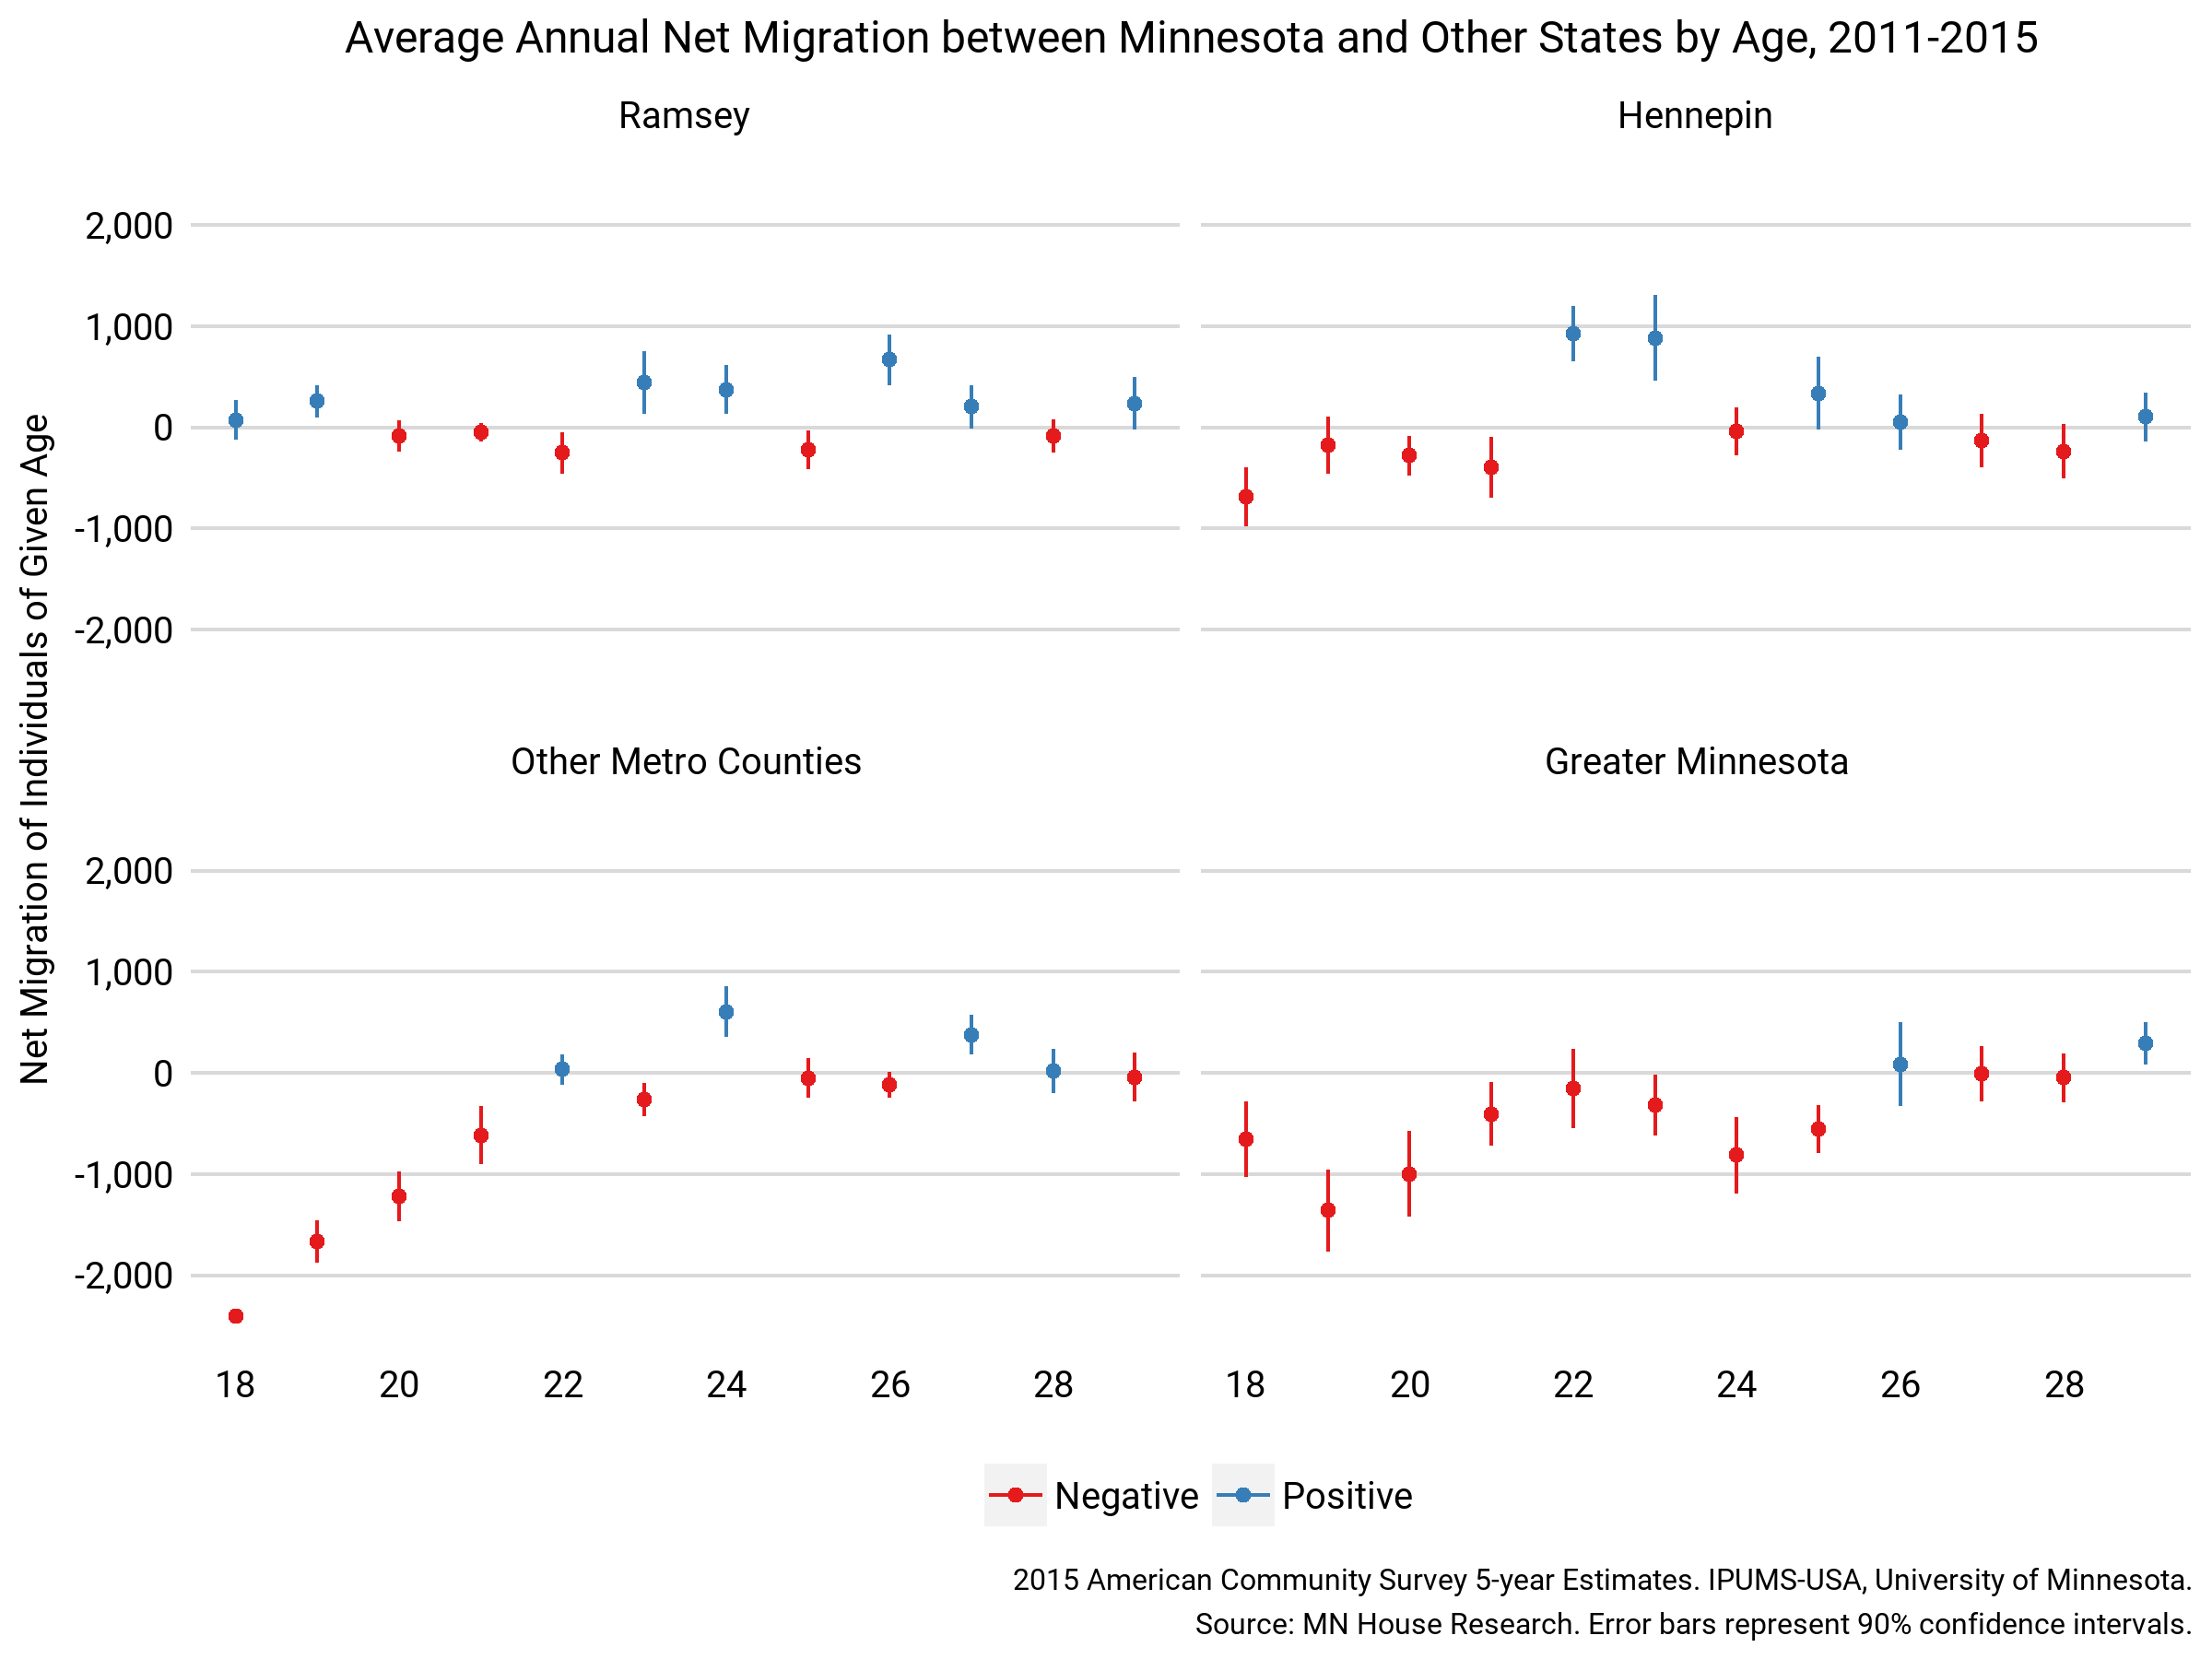 Average Annual Net Migration between Minnesota and Other States by Age, 2011-2015
Ramsey
Hennepin
Net Migration of Individuals of Given Age
2,000
1,000
0
-1,000
-2,000
Other Metro Counties
Greater Minnesota
2,000
1,000
0
-1,000
-2,000
18 20 22 24 26 28
18 20 22 24 26 28
Negative
Positive
2015 American Community Survey 5-year Estimates. IPUMS-USA, University of Minnesota.
Source: MN House Research. Error bars represent 90% confidence intervals.